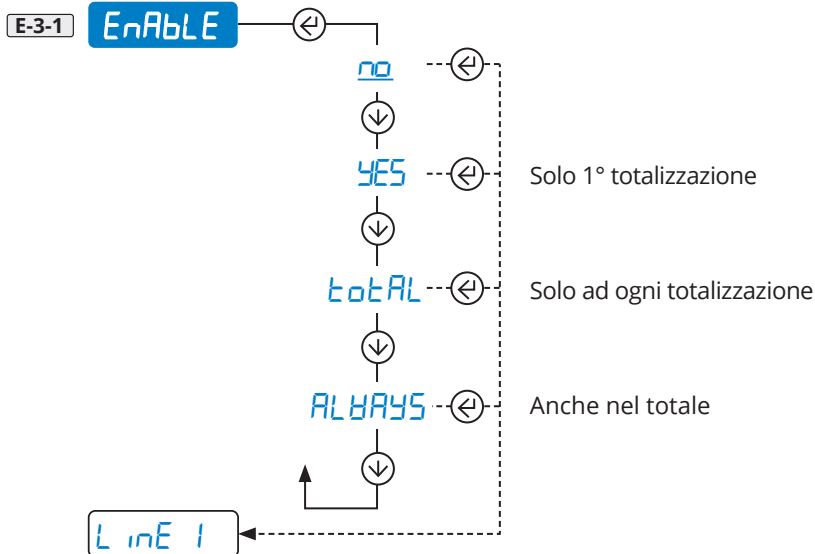 E-3-1 EnAbLE
no
YES Solo 1° totalizzazione
totAL Solo ad ogni totalizzazione
ALWAYS Anche nel totale
LinE 1